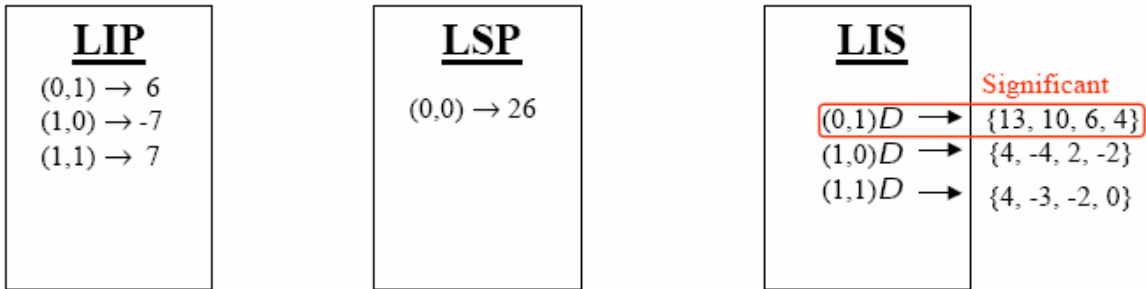 LIP
(0,1) → 6
(1,0) → -7
(1,1) → 7
LSP
(0,0) → 26
LIS
Significant
(0,1)D → {13, 10, 6, 4}
(1,0)D → {4, -4, 2, -2}
(1,1)D → {4, -3, -2, 0}